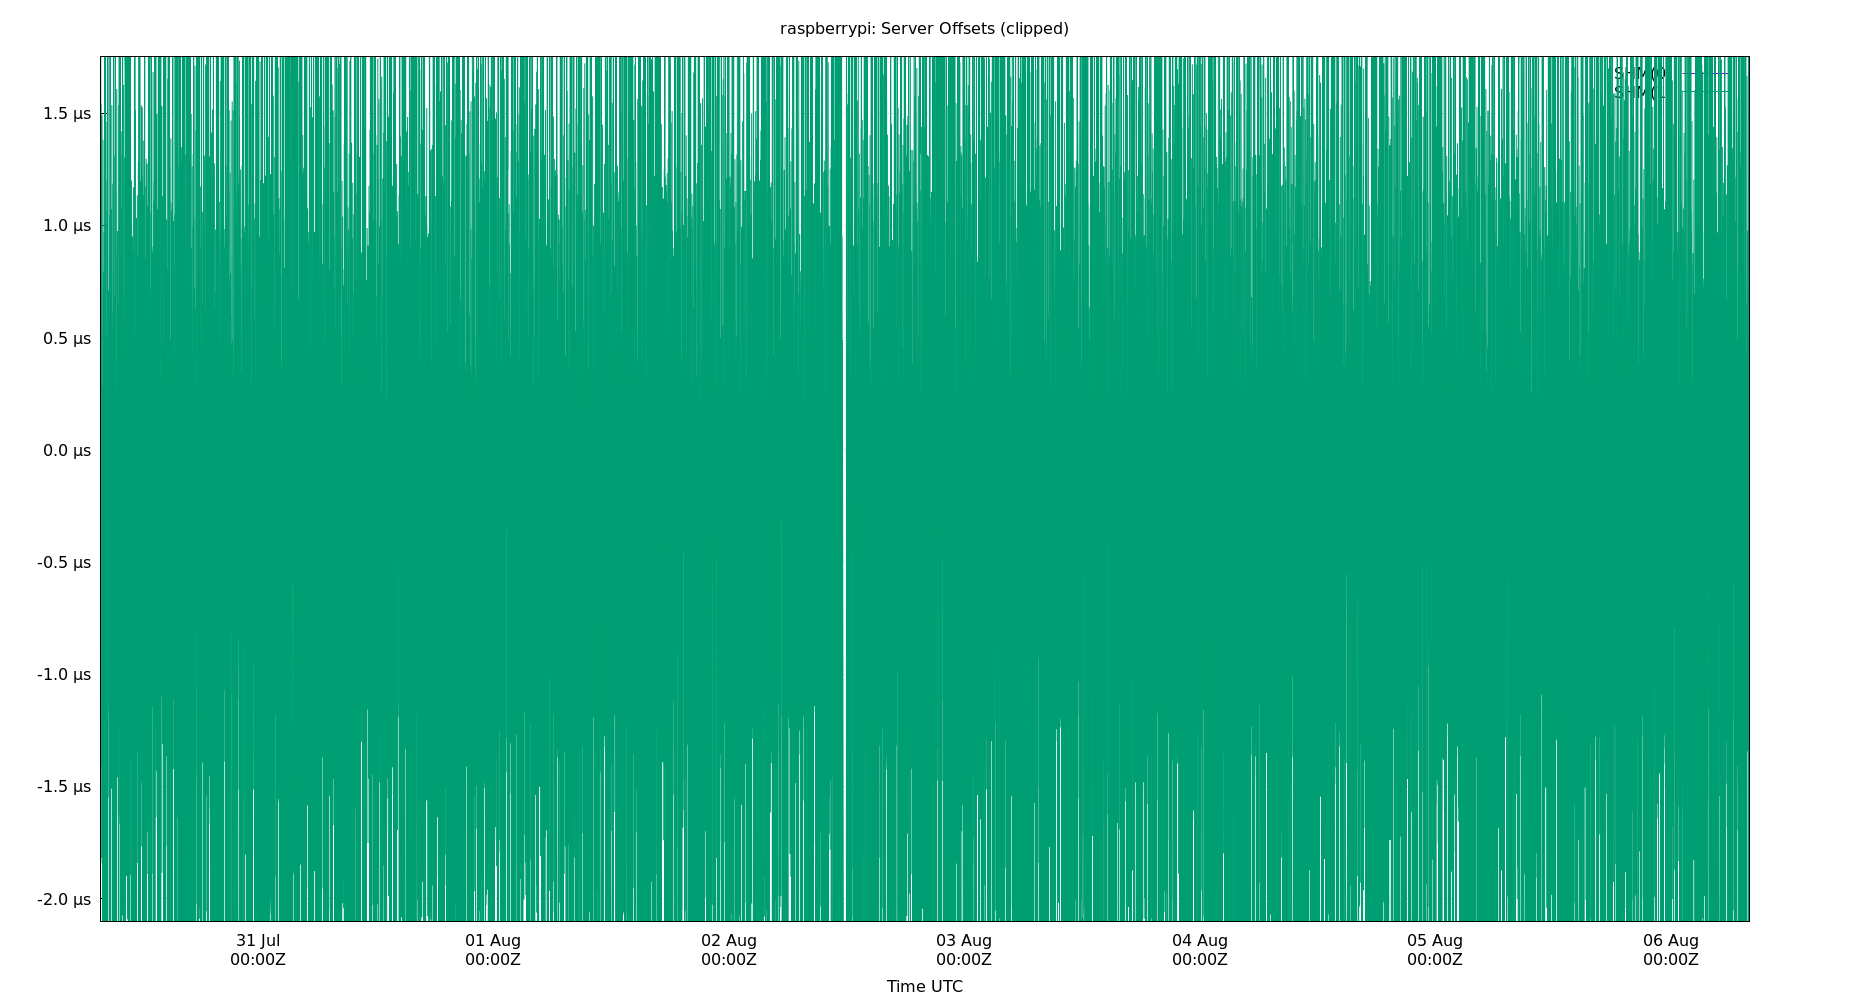 raspberrypi: Server Offsets (clipped)
1.5 µs
1.0 µs
0.5 µs
0.0 µs
-0.5 µs
-1.0 µs
-1.5 µs
-2.0 µs
31 Jul 01 Aug 02 Aug 03 Aug 04 Aug 05 Aug 06 Aug
00:00Z 00:00Z 00:00Z 00:00Z 00:00Z 00:00Z 00:00Z
Time UTC